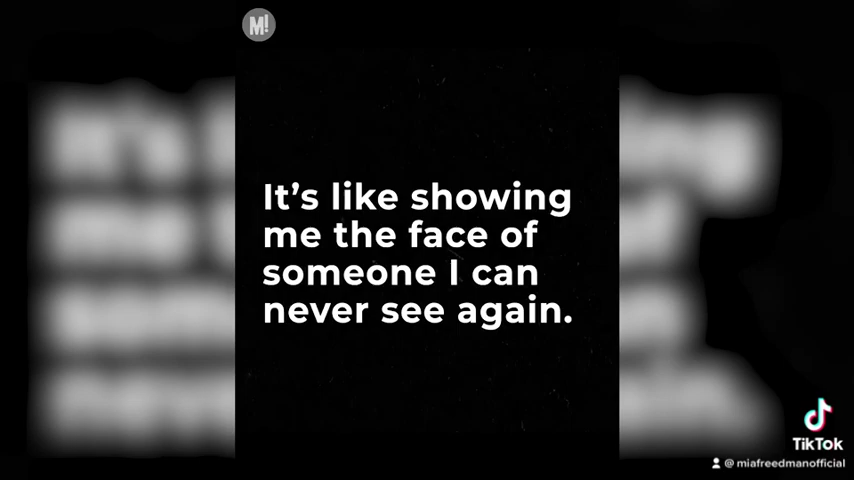 M!
It's like showing
me the face of
someone I can
never see again.
TikTok
@ miafreedmanofficial